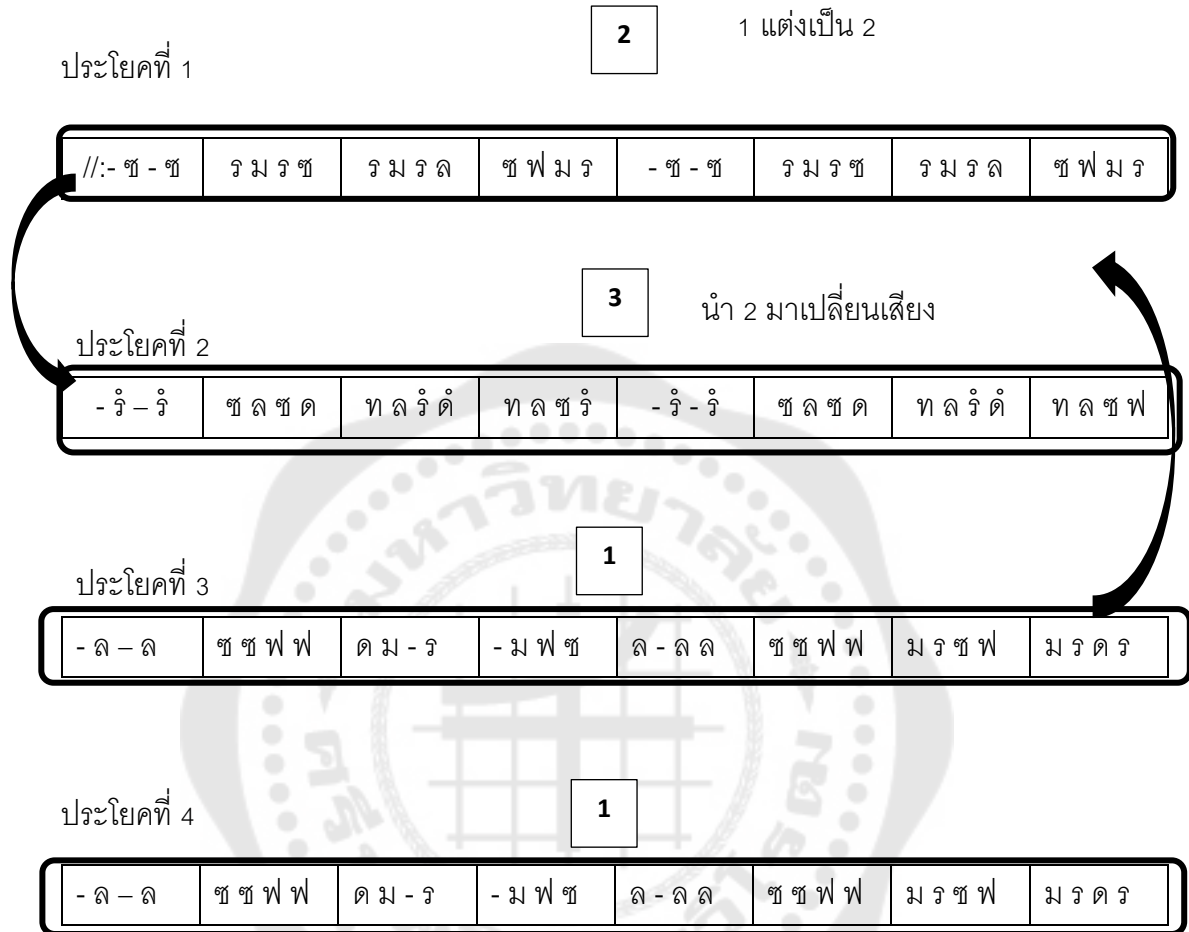 2 1 แต่งเป็น 2
ประโยคที่ 1
//:- ซ - ซ ร ม ร ซ ร ม ร ล ซ ฟ ม ร - ซ - ซ ร ม ร ซ ร ม ร ล ซ ฟ ม ร
3 นำ 2 มาเปลี่ยนเสียง
ประโยคที่ 2
- รํ – รํ ซ ล ซ ด ท ล รํ ดํ ท ล ซ รํ - รํ - รํ ซ ล ซ ด ท ล รํ ดํ ท ล ซ ฟ
1
ประโยคที่ 3
- ล – ล ซ ซ ฟ ฟ ด ม - ร - ม ฟ ซ ล - ล ล ซ ซ ฟ ฟ ม ร ซ ฟ ม ร ด ร
1
ประโยคที่ 4
- ล – ล ซ ซ ฟ ฟ ด ม - ร - ม ฟ ซ ล - ล ล ซ ซ ฟ ฟ ม ร ซ ฟ ม ร ด ร